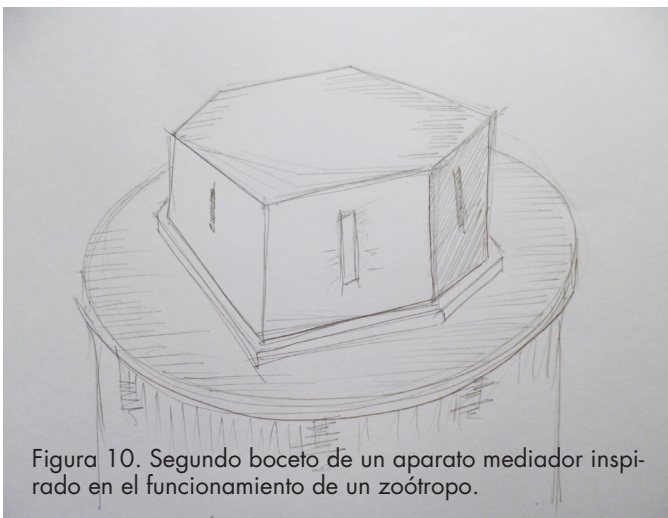 Figura 10. Segundo boceto de un aparato mediador inspi-
rado en el funcionamiento de un zoótropo.